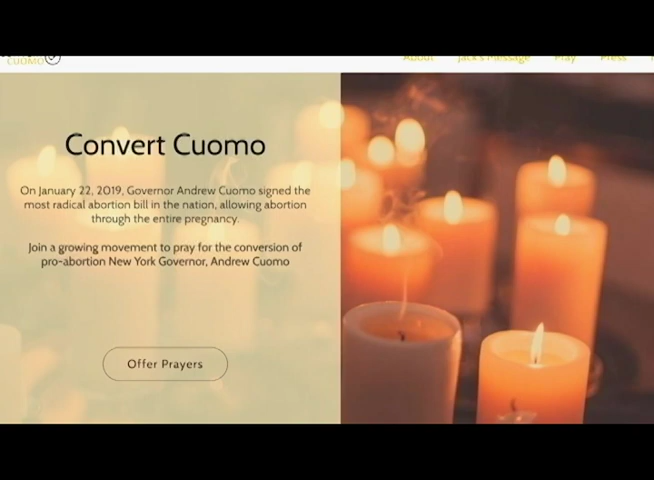 CUOMO
About Jack's Message Pray Press
Convert Cuomo
On January 22, 2019, Governor Andrew Cuomo signed the
most radical abortion bill in the nation, allowing abortion
through the entire pregnancy.
Join a growing movement to pray for the conversion of
pro-abortion New York Governor, Andrew Cuomo
Offer Prayers